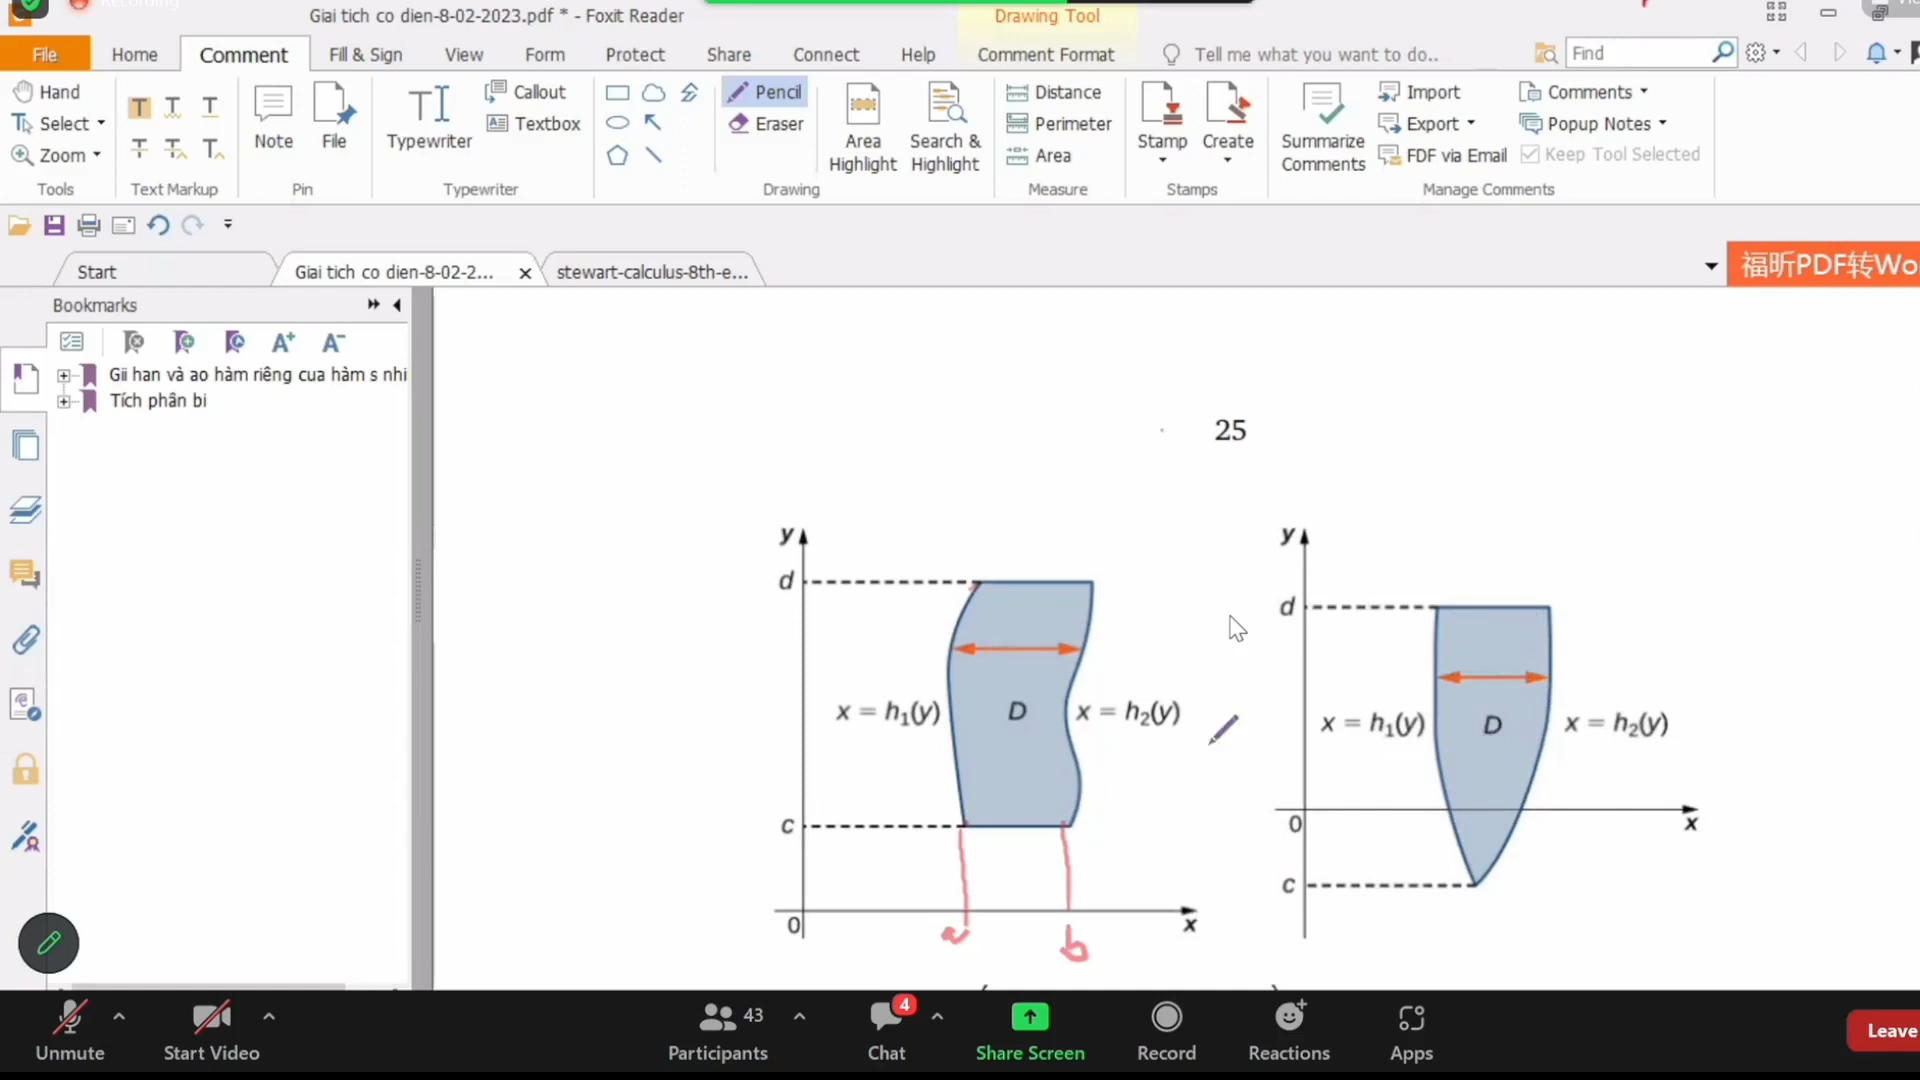 Recording
Giai tich co dien-8-02-2023.pdf * - Foxit Reader
Drawing Tool
File Home Comment Fill & Sign View Form Protect Share Connect Help Comment Format Tell me what you want to do.. Find
Hand
Select
Zoom
Tools
Text Markup
Note
File
Pin
Typewriter
Callout
Textbox
Typewriter
Pencil
Eraser
Area Highlight
Search & Highlight
Drawing
Distance
Perimeter
Area
Measure
Stamp
Create
Stamps
Summarize Comments
Import
Export
FDF via Email
Comments
Popup Notes
Keep Tool Selected
Manage Comments
Start
Giai tich co dien-8-02-2...
stewart-calculus-8th-e...
福昕PDF转Wo
Bookmarks
Gii han và ao hàm riêng cua hàm s nhi
Tích phân bi
25
y
d
x = h₁(y)
D
x = h₂(y)
c
0
x
a
b
y
d
x = h₁(y)
D
x = h₂(y)
0
x
c
Unmute
Start Video
43
Participants
4
Chat
Share Screen
Record
Reactions
Apps
Leave